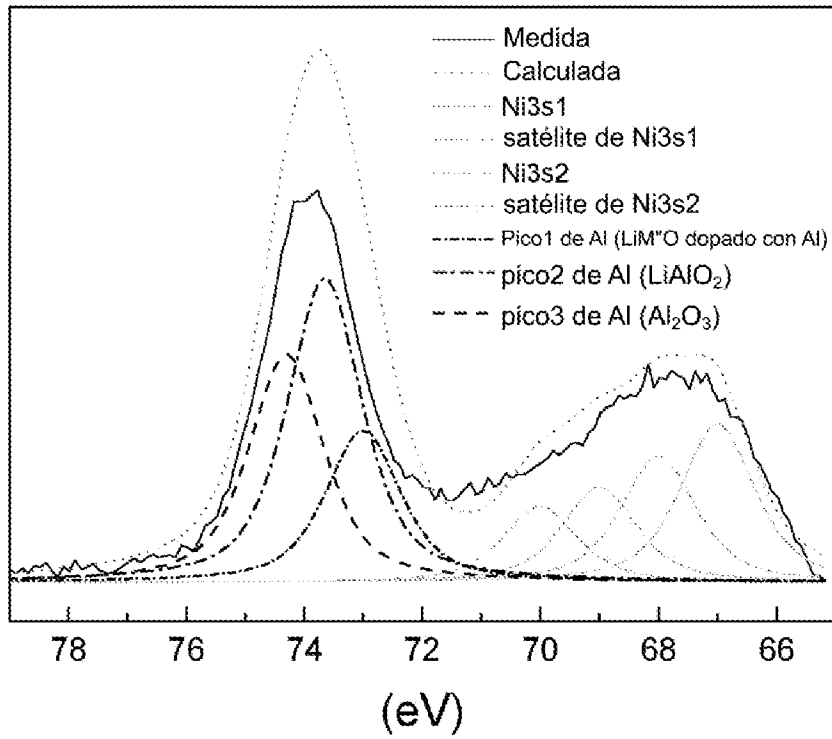 Medida
Calculada
Ni3s1
satélite de Ni3s1
Ni3s2
satélite de Ni3s2
Pico1 de Al (LiM"O dopado con Al)
pico2 de Al (LiAlO₂)
pico3 de Al (Al₂O₃)
78 76 74 72 70 68 66
(eV)